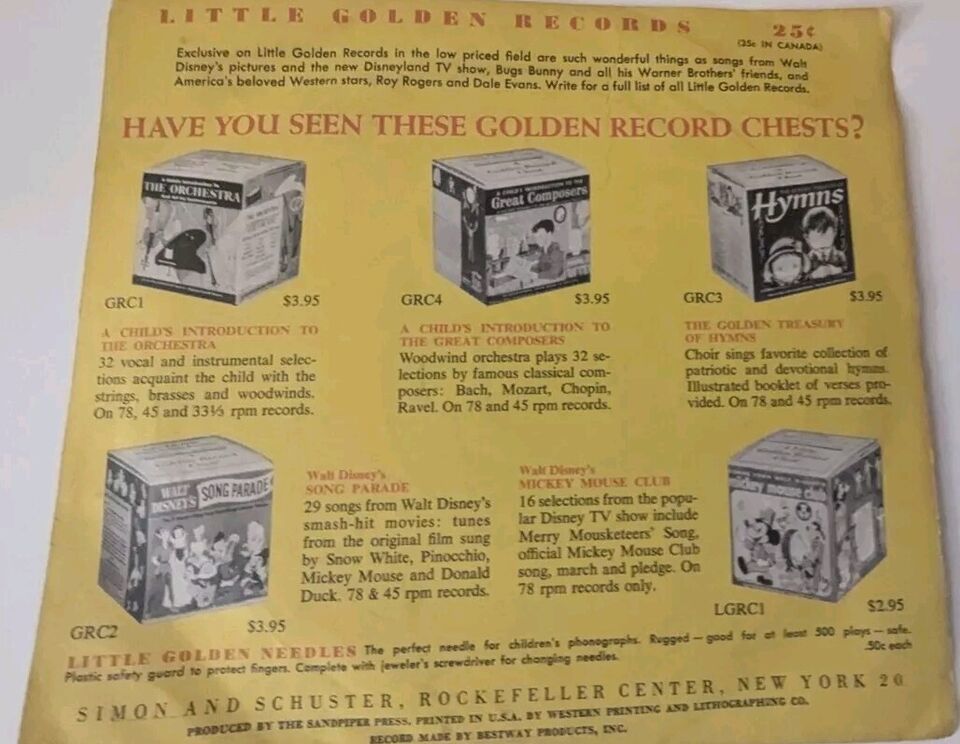 LITTLE GOLDEN RECORDS 25¢
(35c IN CANADA)
Exclusive on Little Golden Records in the low priced field are such wonderful things as songs from Walt
Disney's pictures and the new Disneyland TV show, Bugs Bunny and all his Warner Brothers' friends, and
America's beloved Western stars, Roy Rogers and Dale Evans. Write for a full list of all Little Golden Records.
HAVE YOU SEEN THESE GOLDEN RECORD CHESTS?
A Child's Introduction To
THE ORCHESTRA
GRC1 $3.95
A CHILD'S INTRODUCTION TO
THE ORCHESTRA
32 vocal and instrumental selec-
tions acquaint the child with the
strings, brasses and woodwinds.
On 78, 45 and 33⅓ rpm records.
A CHILD'S INTRODUCTION TO THE
Great Composers
GRC4 $3.95
A CHILD'S INTRODUCTION TO
THE GREAT COMPOSERS
Woodwind orchestra plays 32 se-
lections by famous classical com-
posers: Bach, Mozart, Chopin,
Ravel. On 78 and 45 rpm records.
Hymns
GRC3 $3.95
THE GOLDEN TREASURY
OF HYMNS
Choir sings favorite collection of
patriotic and devotional hymns.
Illustrated booklet of verses pro-
vided. On 78 and 45 rpm records.
WALT
DISNEY'S SONG PARADE
GRC2 $3.95
Walt Disney's
SONG PARADE
29 songs from Walt Disney's
smash-hit movies: tunes
from the original film sung
by Snow White, Pinocchio,
Mickey Mouse and Donald
Duck. 78 & 45 rpm records.
Walt Disney's
MICKEY MOUSE CLUB
16 selections from the popu-
lar Disney TV show include
Merry Mousketeers' Song,
official Mickey Mouse Club
song, march and pledge. On
78 rpm records only.
mickey mouse club
LGRC1 $2.95
LITTLE GOLDEN NEEDLES The perfect needle for children's phonographs. Rugged — good for at least 500 plays — safe.
Plastic safety guard to protect fingers. Complete with jeweler's screwdriver for changing needles. .50c each
SIMON AND SCHUSTER, ROCKEFELLER CENTER, NEW YORK 20
PRODUCED BY THE SANDPIPER PRESS. PRINTED IN U.S.A. BY WESTERN PRINTING AND LITHOGRAPHING CO.
RECORD MADE BY BESTWAY PRODUCTS, INC.